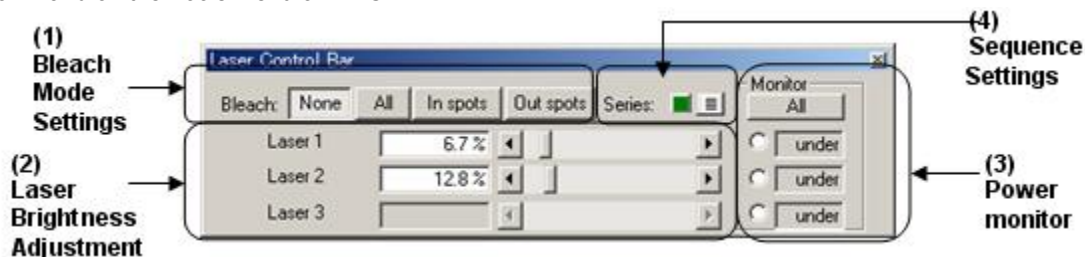 (1)
Bleach
Mode
Settings
(4)
Sequence
Settings
Laser Control Bar
Bleach: None All In spots Out spots Series:
Monitor
All
Laser 1 6.7 % under
Laser 2 12.8 % under
Laser 3 under
(2)
Laser
Brightness
Adjustment
(3)
Power
monitor